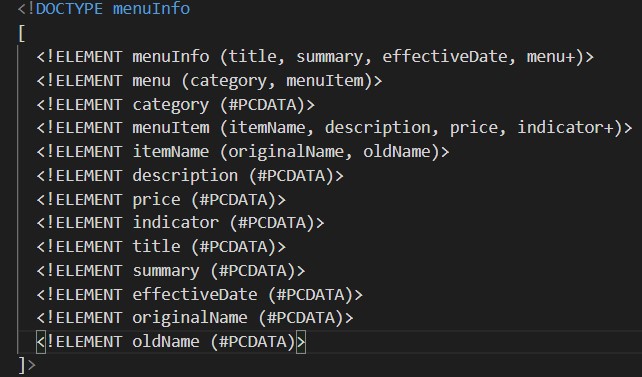 <!DOCTYPE menuInfo
[
<!ELEMENT menuInfo (title, summary, effectiveDate, menu+)>
<!ELEMENT menu (category, menuItem)>
<!ELEMENT category (#PCDATA)>
<!ELEMENT menuItem (itemName, description, price, indicator+)>
<!ELEMENT itemName (originalName, oldName)>
<!ELEMENT description (#PCDATA)>
<!ELEMENT price (#PCDATA)>
<!ELEMENT indicator (#PCDATA)>
<!ELEMENT title (#PCDATA)>
<!ELEMENT summary (#PCDATA)>
<!ELEMENT effectiveDate (#PCDATA)>
<!ELEMENT originalName (#PCDATA)>
<!ELEMENT oldName (#PCDATA)>
]>